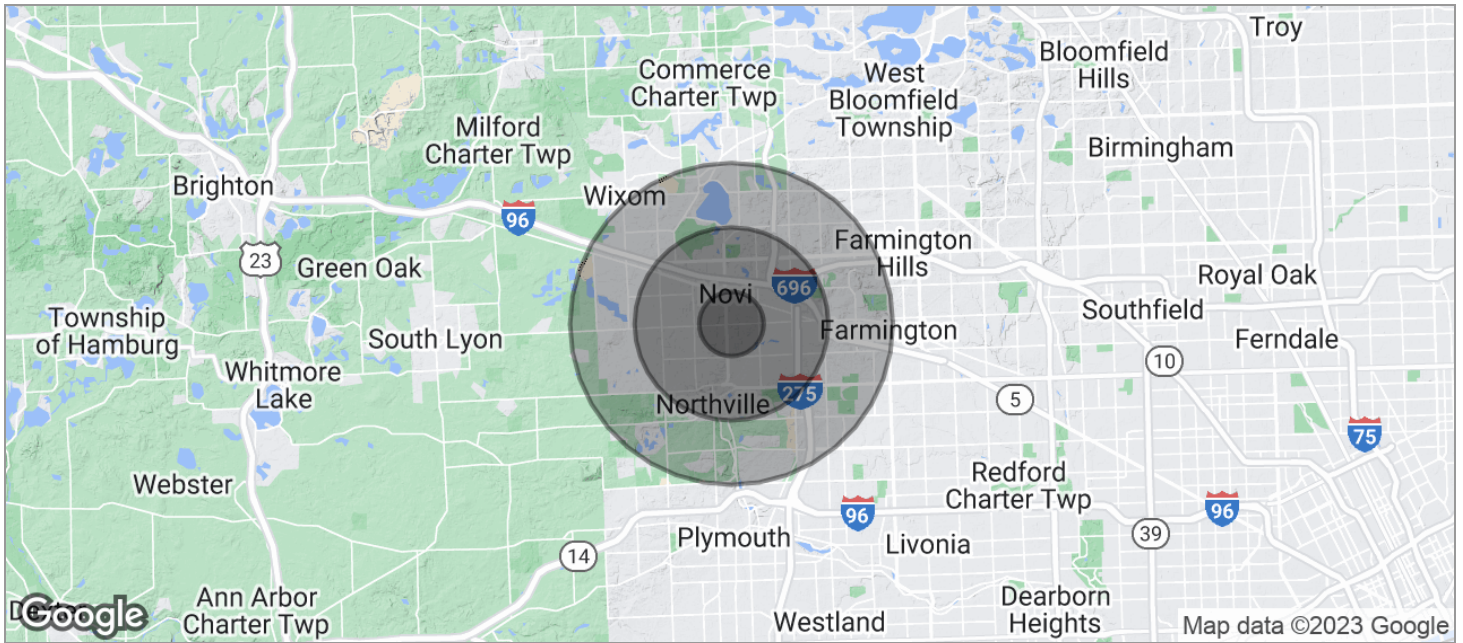 Troy
Bloomfield
Hills
Commerce
Charter Twp
West
Bloomfield
Township
Milford
Charter Twp
Birmingham
Brighton
Wixom
96
Farmington
Hills
23
Green Oak
Royal Oak
696
Novi
Southfield
Township
of Hamburg
South Lyon
Farmington
Ferndale
10
Whitmore
Lake
275
5
Northville
75
Webster
Redford
Charter Twp
96
96
Plymouth
Livonia
39
14
Ann Arbor
Charter Twp
Dearborn
Heights
Westland
Google
Map data ©2023 Google